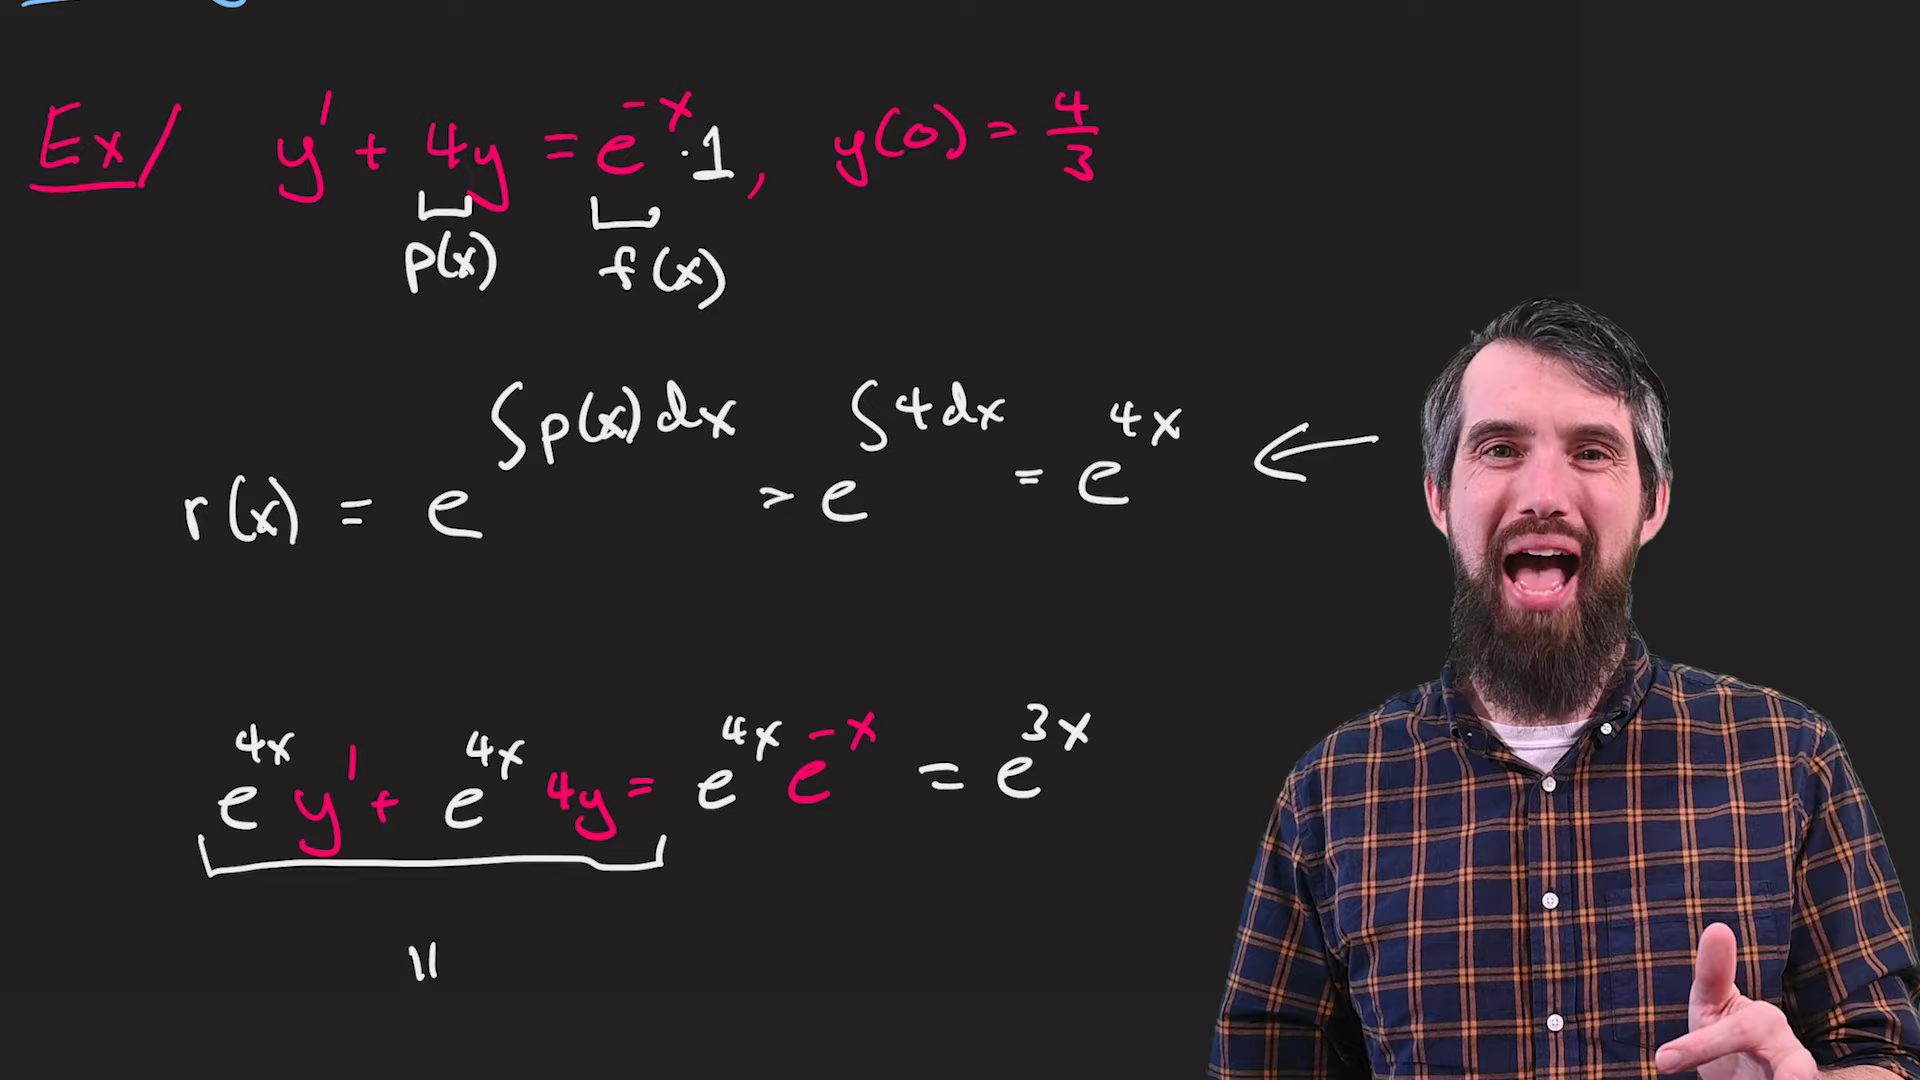 Ex/ y' + 4y = e^{-x} · 1, y(0) = 4/3
p(x) f(x)
r(x) = e^{∫p(x)dx} = e^{∫4dx} = e^{4x} ←
e^{4x} y' + e^{4x} 4y = e^{4x} e^{-x} = e^{3x}
=